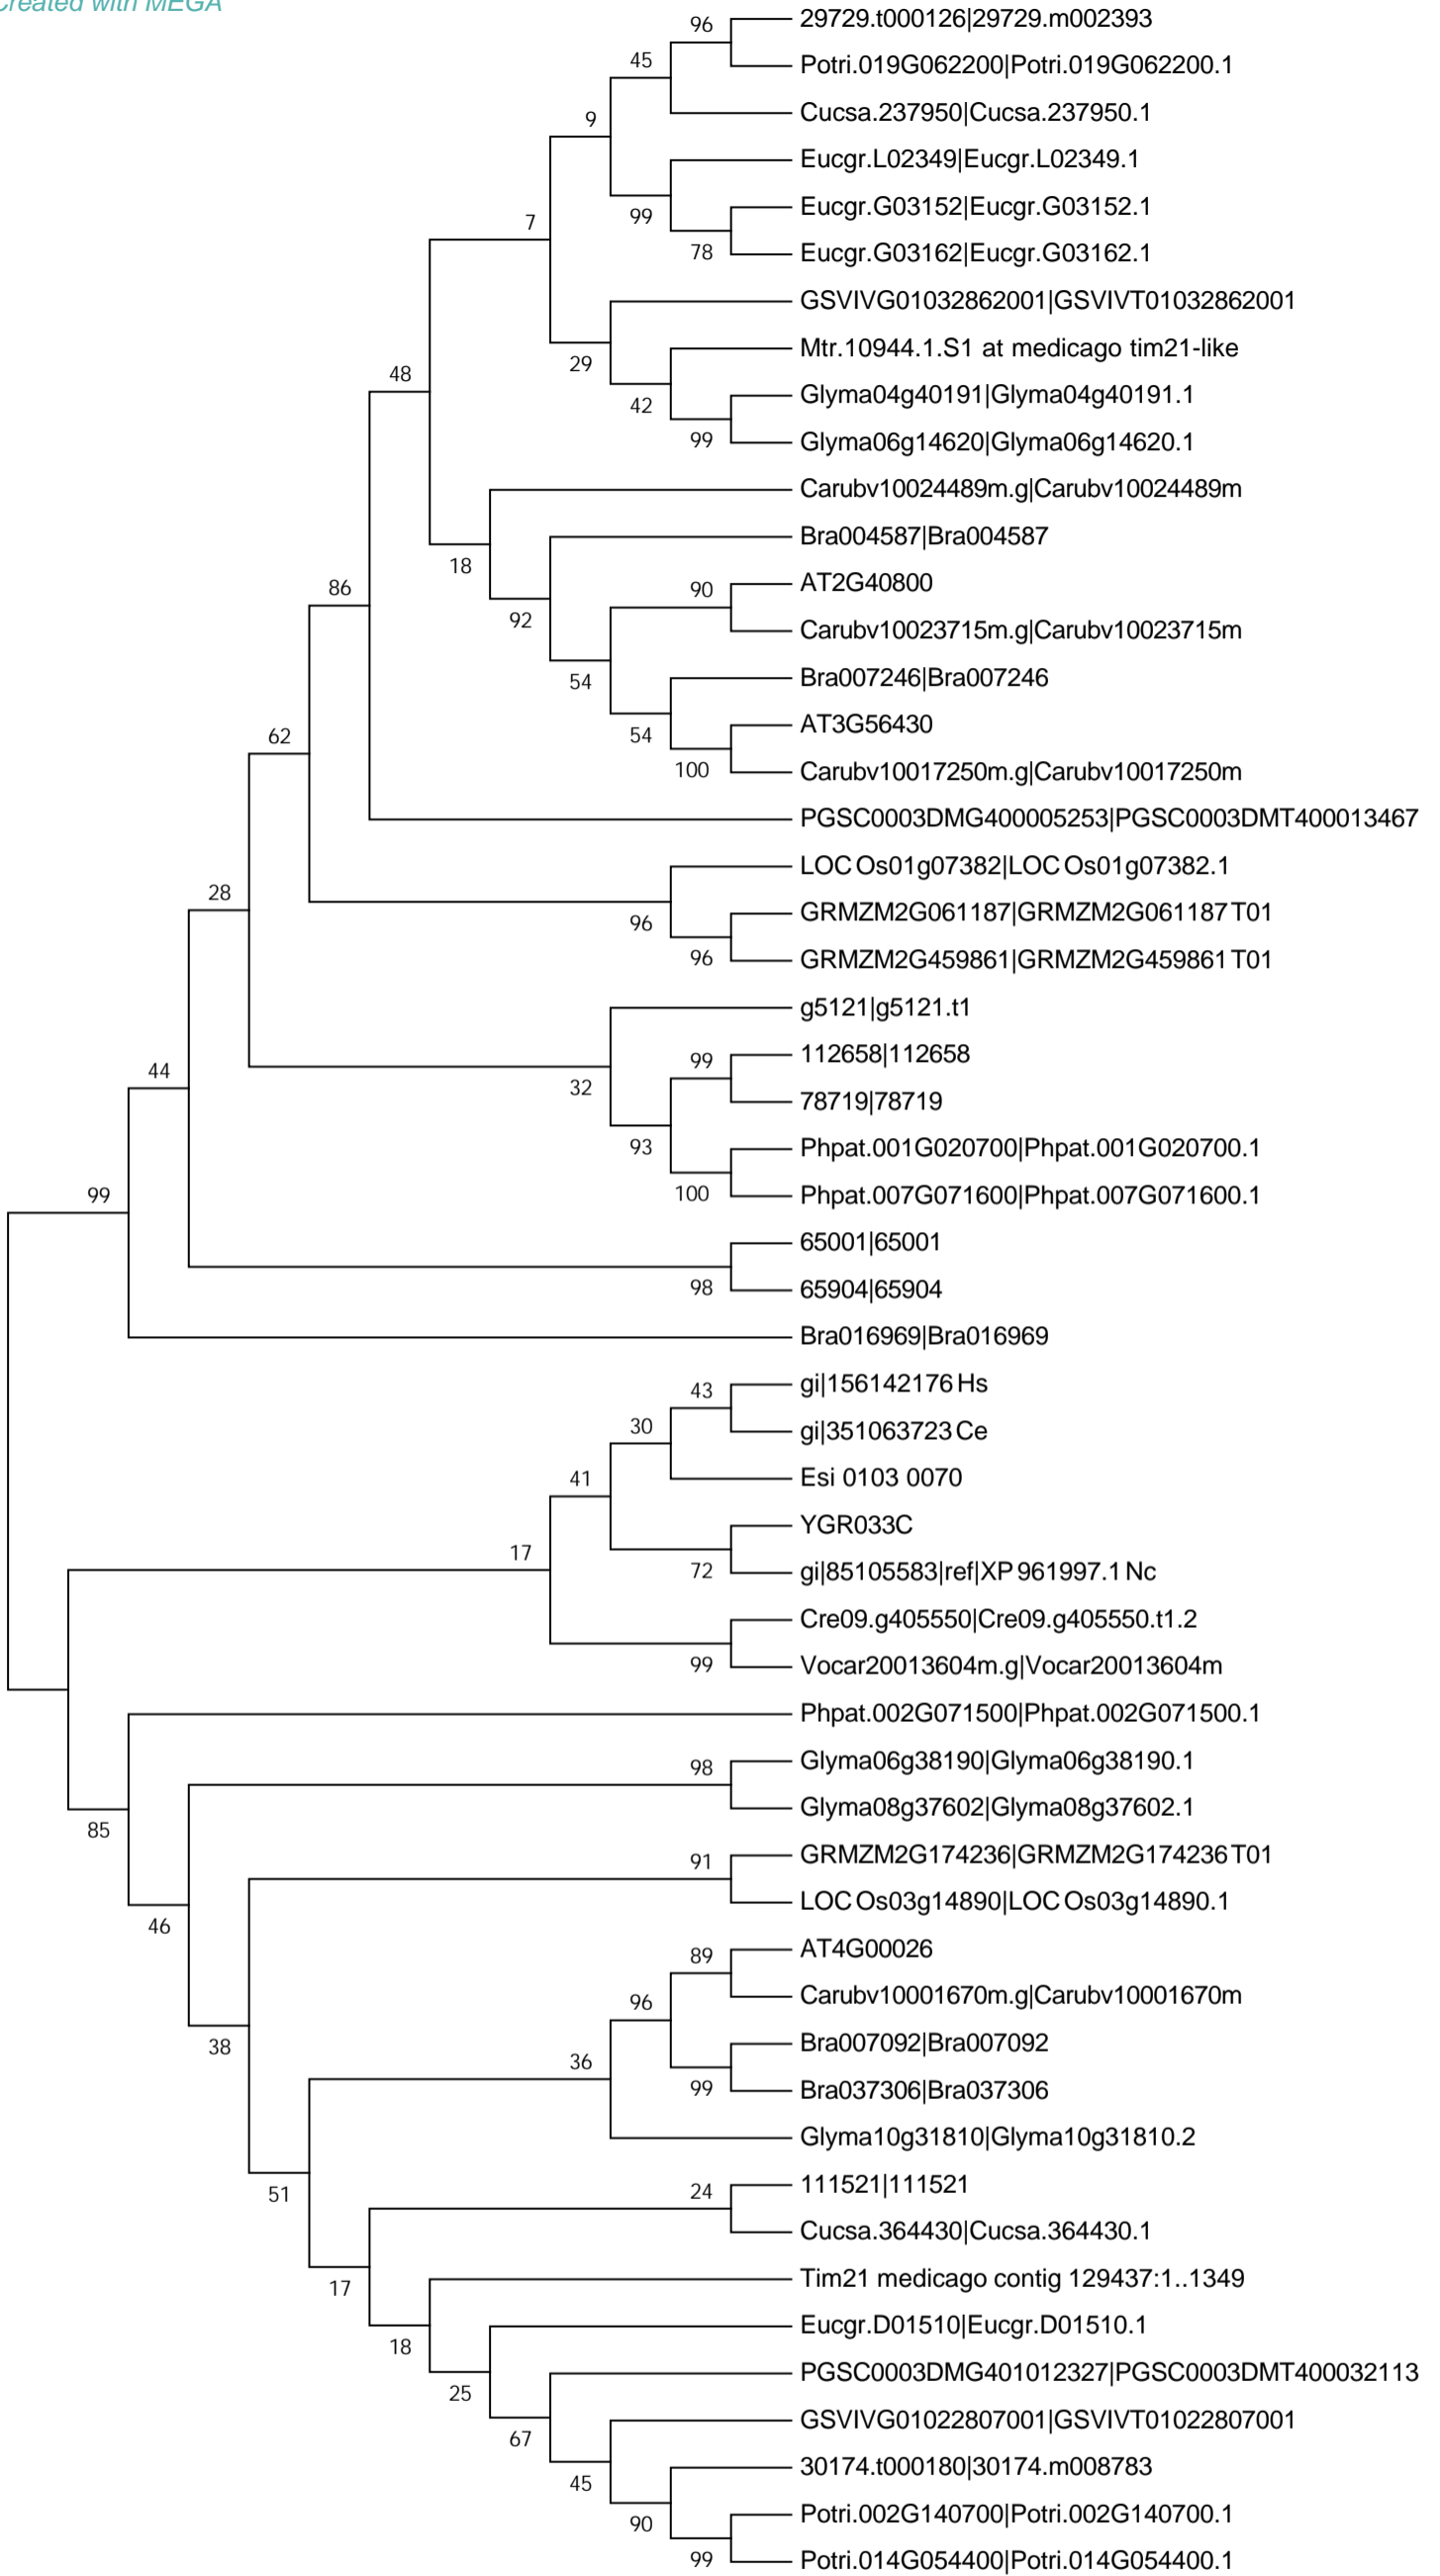 Created with MEGA
96
29729.t000126|29729.m002393
Potri.019G062200|Potri.019G062200.1
45
Cucsa.237950|Cucsa.237950.1
9
Eucgr.L02349|Eucgr.L02349.1
99
Eucgr.G03152|Eucgr.G03152.1
78
Eucgr.G03162|Eucgr.G03162.1
7
GSVIVG01032862001|GSVIVT01032862001
29
Mtr.10944.1.S1 at medicago tim21-like
42
Glyma04g40191|Glyma04g40191.1
99
Glyma06g14620|Glyma06g14620.1
48
Carubv10024489m.g|Carubv10024489m
18
Bra004587|Bra004587
92
90
AT2G40800
Carubv10023715m.g|Carubv10023715m
54
Bra007246|Bra007246
54
AT3G56430
100
Carubv10017250m.g|Carubv10017250m
86
PGSC0003DMG400005253|PGSC0003DMT400013467
62
LOC Os01g07382|LOC Os01g07382.1
96
GRMZM2G061187|GRMZM2G061187 T01
96
GRMZM2G459861|GRMZM2G459861 T01
28
g5121|g5121.t1
32
99
112658|112658
78719|78719
93
Phpat.001G020700|Phpat.001G020700.1
100
Phpat.007G071600|Phpat.007G071600.1
44
65001|65001
98
65904|65904
99
Bra016969|Bra016969
43
gi|156142176 Hs
gi|351063723 Ce
30
Esi 0103 0070
41
YGR033C
72
gi|85105583|ref|XP 961997.1 Nc
17
Cre09.g405550|Cre09.g405550.t1.2
99
Vocar20013604m.g|Vocar20013604m
Phpat.002G071500|Phpat.002G071500.1
85
98
Glyma06g38190|Glyma06g38190.1
Glyma08g37602|Glyma08g37602.1
46
91
GRMZM2G174236|GRMZM2G174236 T01
LOC Os03g14890|LOC Os03g14890.1
38
89
AT4G00026
Carubv10001670m.g|Carubv10001670m
96
Bra007092|Bra007092
99
Bra037306|Bra037306
36
Glyma10g31810|Glyma10g31810.2
51
24
111521|111521
Cucsa.364430|Cucsa.364430.1
17
Tim21 medicago contig 129437:1..1349
18
Eucgr.D01510|Eucgr.D01510.1
25
PGSC0003DMG401012327|PGSC0003DMT400032113
67
GSVIVG01022807001|GSVIVT01022807001
45
30174.t000180|30174.m008783
90
Potri.002G140700|Potri.002G140700.1
99
Potri.014G054400|Potri.014G054400.1